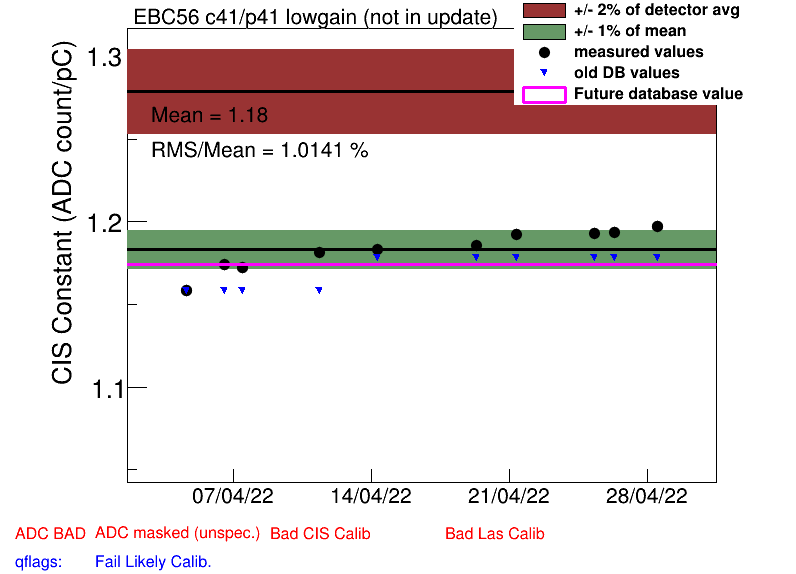 EBC56 c41/p41 lowgain (not in update)
+/- 2% of detector avg
+/- 1% of mean
measured values
old DB values
Future database value
CIS Constant (ADC count/pC)
1.3
1.2
1.1
Mean = 1.18
RMS/Mean = 1.0141 %
07/04/22 14/04/22 21/04/22 28/04/22
ADC BAD ADC masked (unspec.) Bad CIS Calib Bad Las Calib
qflags: Fail Likely Calib.